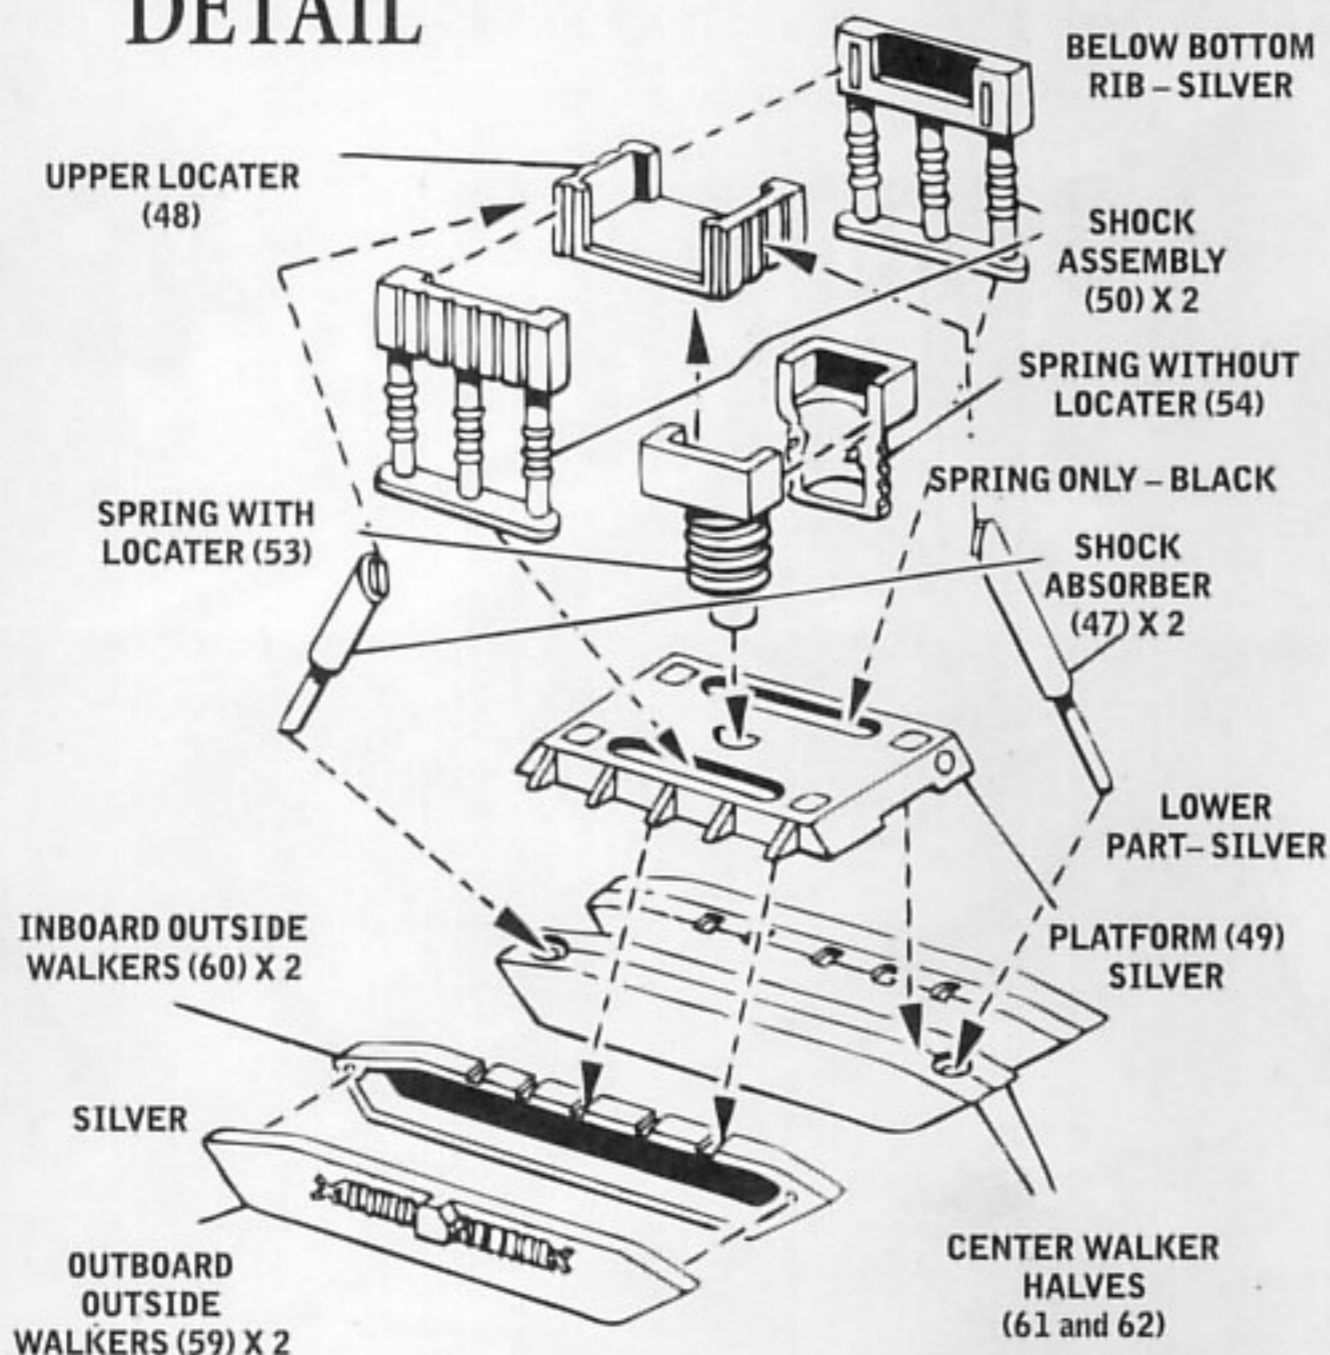 DETAIL
BELOW BOTTOM
RIB – SILVER
UPPER LOCATER
(48)
SHOCK
ASSEMBLY
(50) X 2
SPRING WITHOUT
LOCATER (54)
SPRING ONLY – BLACK
SPRING WITH
LOCATER (53)
SHOCK
ABSORBER
(47) X 2
LOWER
PART– SILVER
INBOARD OUTSIDE
WALKERS (60) X 2
PLATFORM (49)
SILVER
SILVER
OUTBOARD
OUTSIDE
WALKERS (59) X 2
CENTER WALKER
HALVES
(61 and 62)